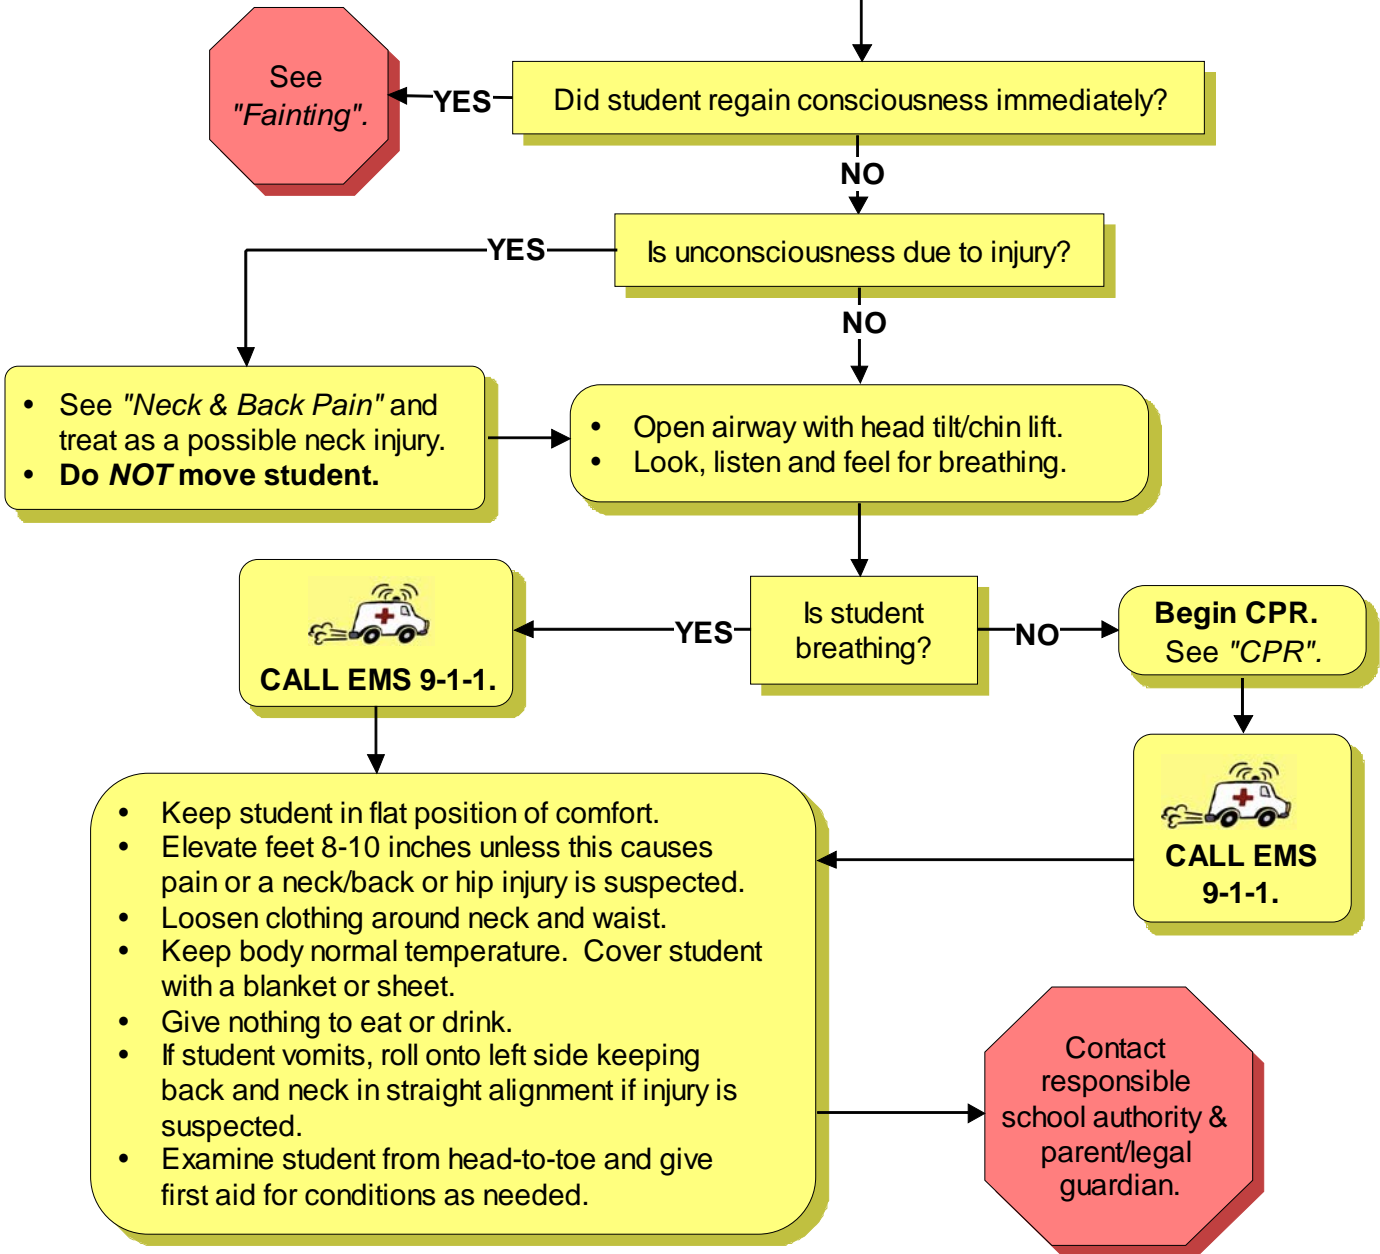 See
"Fainting".
YES
Did student regain consciousness immediately?
NO
YES
Is unconsciousness due to injury?
NO
• See "Neck & Back Pain" and
treat as a possible neck injury.
• Do NOT move student.
• Open airway with head tilt/chin lift.
• Look, listen and feel for breathing.
CALL EMS 9-1-1.
YES
Is student
breathing?
NO
Begin CPR.
See "CPR".
CALL EMS
9-1-1.
• Keep student in flat position of comfort.
• Elevate feet 8-10 inches unless this causes
pain or a neck/back or hip injury is suspected.
• Loosen clothing around neck and waist.
• Keep body normal temperature. Cover student
with a blanket or sheet.
• Give nothing to eat or drink.
• If student vomits, roll onto left side keeping
back and neck in straight alignment if injury is
suspected.
• Examine student from head-to-toe and give
first aid for conditions as needed.
Contact
responsible
school authority &
parent/legal
guardian.